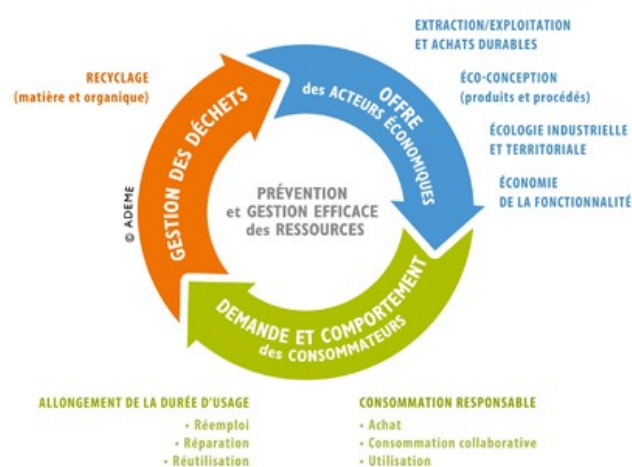 EXTRACTION/EXPLOITATION
ET ACHATS DURABLES
ÉCO-CONCEPTION
(produits et procédés)
ÉCOLOGIE INDUSTRIELLE
ET TERRITORIALE
ÉCONOMIE
DE LA FONCTIONNALITÉ
RECYCLAGE
(matière et organique)
OFFRE
des ACTEURS ÉCONOMIQUES
GESTION DES DÉCHETS
PRÉVENTION
et GESTION EFFICACE
des RESSOURCES
© ADEME
DEMANDE ET COMPORTEMENT
des CONSOMMATEURS
ALLONGEMENT DE LA DURÉE D'USAGE
• Réemploi
• Réparation
• Réutilisation
CONSOMMATION RESPONSABLE
• Achat
• Consommation collaborative
• Utilisation